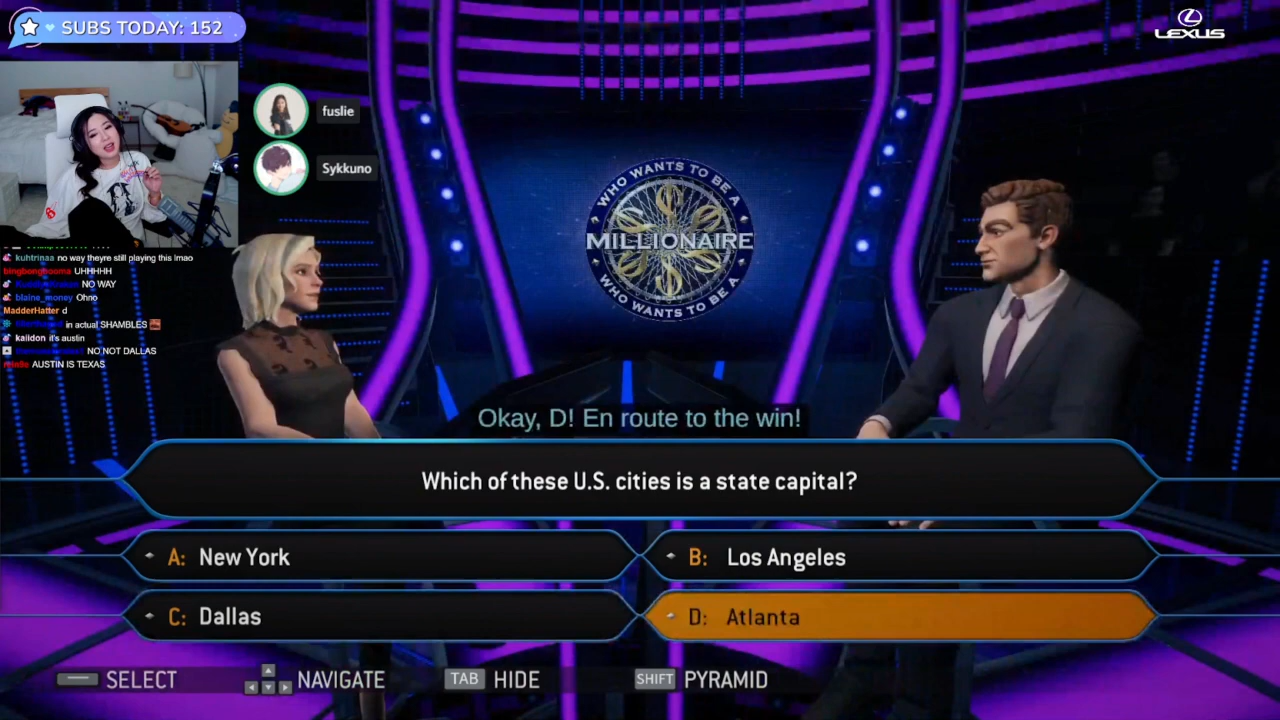 SUBS TODAY: 152
LEXUS
fuslie
Sykkuno
kuhtrinaa no way theyre still playing this lmao
bingbongbooma UHHHHH
NO WAY
blaine_money Ohno
MadderHatter d
in actual SHAMBLES
kaiidon it's austin
NO NOT DALLAS
AUSTIN IS TEXAS
WHO WANTS TO BE A
MILLIONAIRE
WHO WANTS TO BE A
Okay, D! En route to the win!
Which of these U.S. cities is a state capital?
A: New York
B: Los Angeles
C: Dallas
D: Atlanta
SELECT
NAVIGATE
TAB HIDE
SHIFT PYRAMID